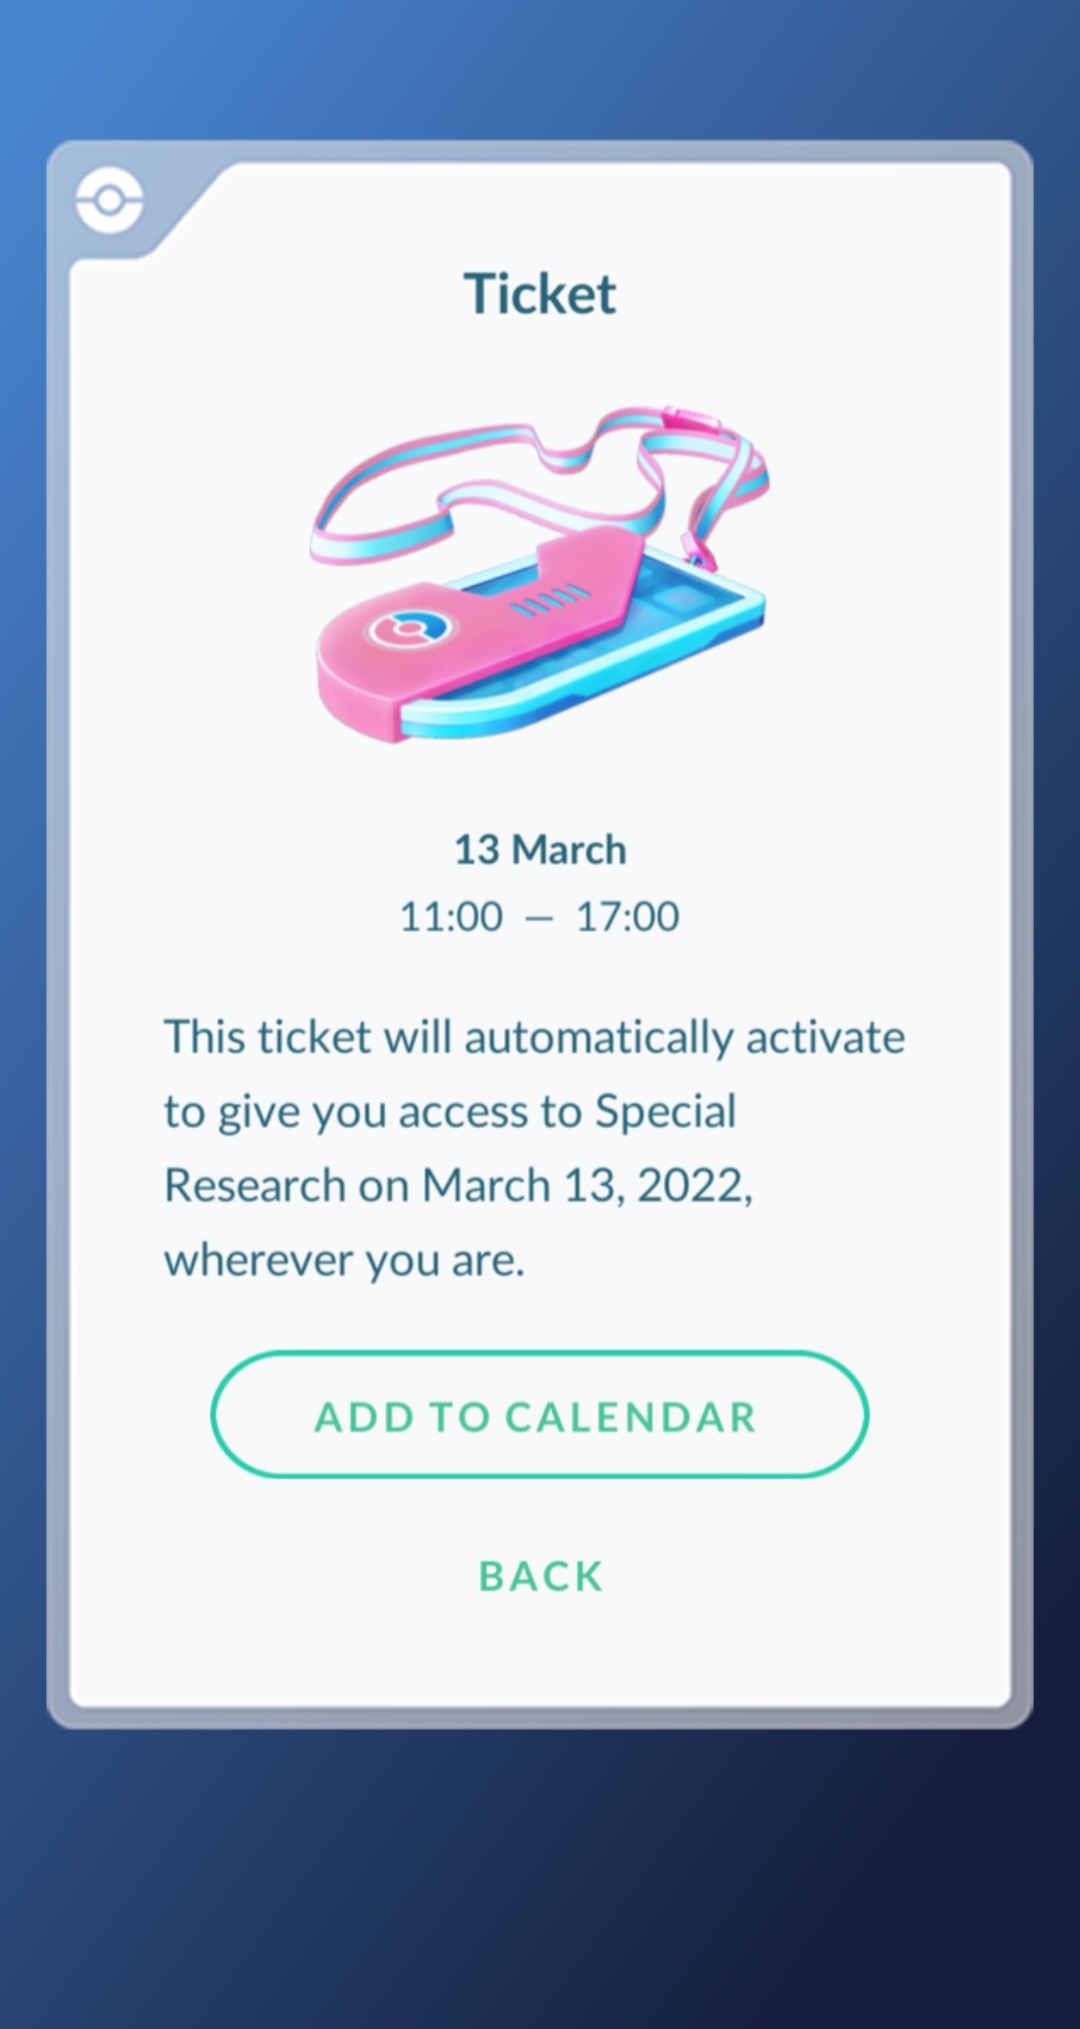 Ticket
13 March
11:00 — 17:00
This ticket will automatically activate
to give you access to Special
Research on March 13, 2022,
wherever you are.
ADD TO CALENDAR
BACK